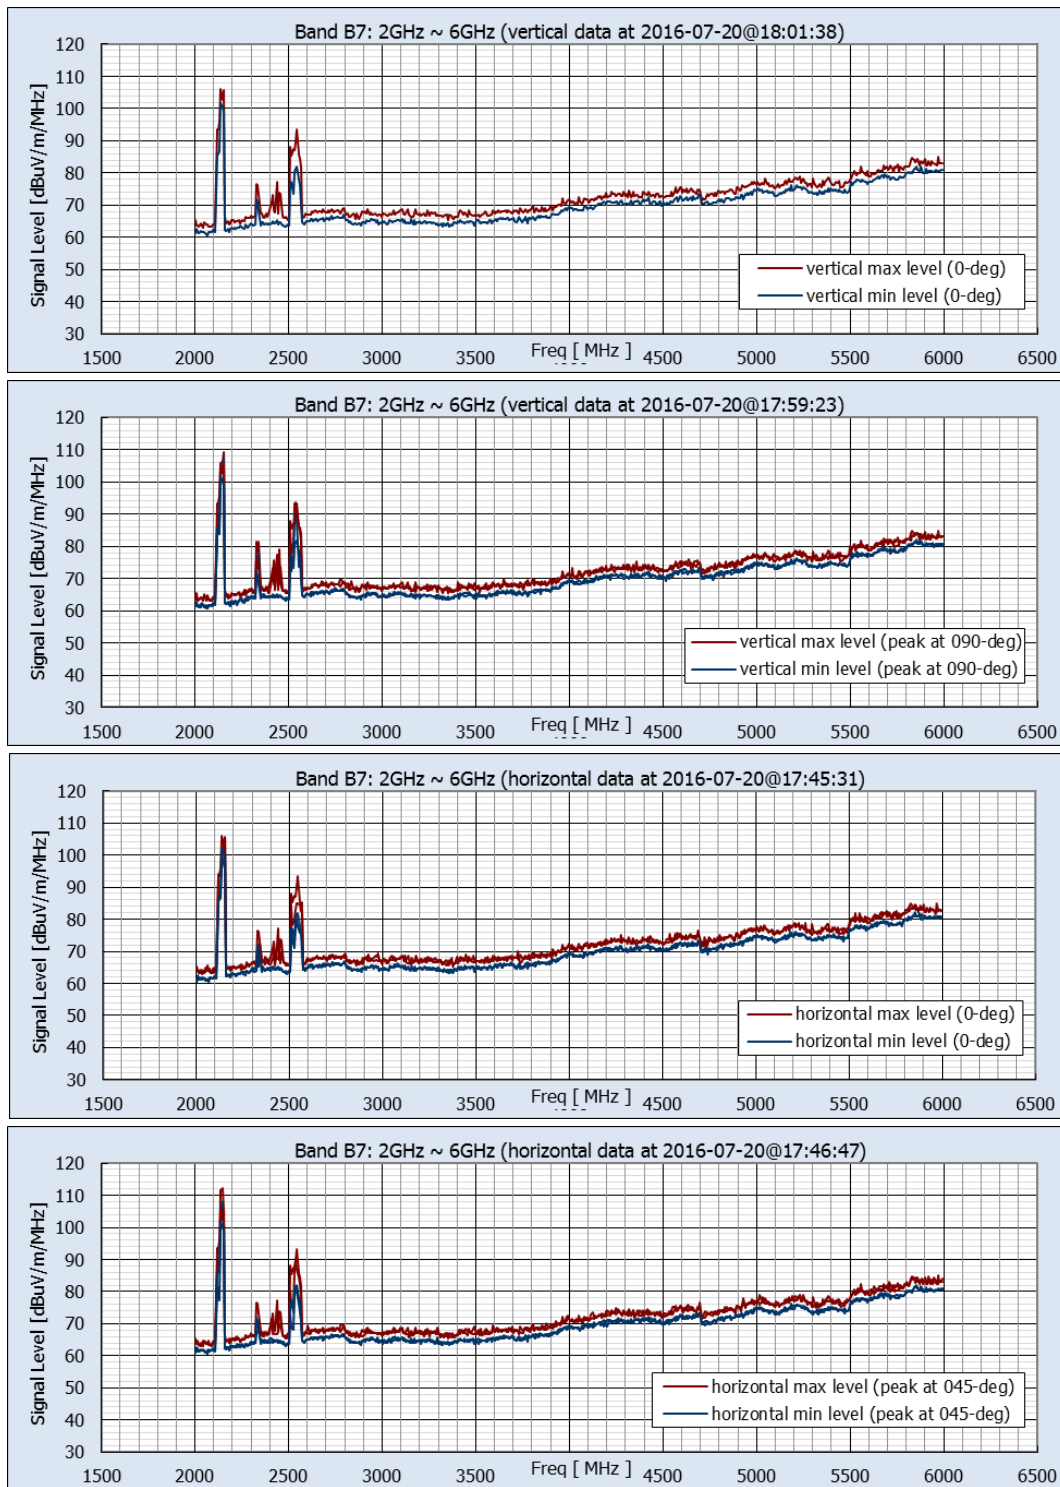 Band B7: 2GHz ~ 6GHz (vertical data at 2016-07-20@18:01:38)
Signal Level [dBuV/m/MHz]
120
110
100
90
80
70
60
50
40
30
vertical max level (0-deg)
vertical min level (0-deg)
1500 2000 2500 3000 3500 4500 5000 5500 6000 6500
Freq [ MHz ]
Band B7: 2GHz ~ 6GHz (vertical data at 2016-07-20@17:59:23)
Signal Level [dBuV/m/MHz]
120
110
100
90
80
70
60
50
40
30
vertical max level (peak at 090-deg)
vertical min level (peak at 090-deg)
1500 2000 2500 3000 3500 4500 5000 5500 6000 6500
Freq [ MHz ]
Band B7: 2GHz ~ 6GHz (horizontal data at 2016-07-20@17:45:31)
Signal Level [dBuV/m/MHz]
120
110
100
90
80
70
60
50
40
30
horizontal max level (0-deg)
horizontal min level (0-deg)
1500 2000 2500 3000 3500 4500 5000 5500 6000 6500
Freq [ MHz ]
Band B7: 2GHz ~ 6GHz (horizontal data at 2016-07-20@17:46:47)
Signal Level [dBuV/m/MHz]
120
110
100
90
80
70
60
50
40
30
horizontal max level (peak at 045-deg)
horizontal min level (peak at 045-deg)
1500 2000 2500 3000 3500 4500 5000 5500 6000 6500
Freq [ MHz ]